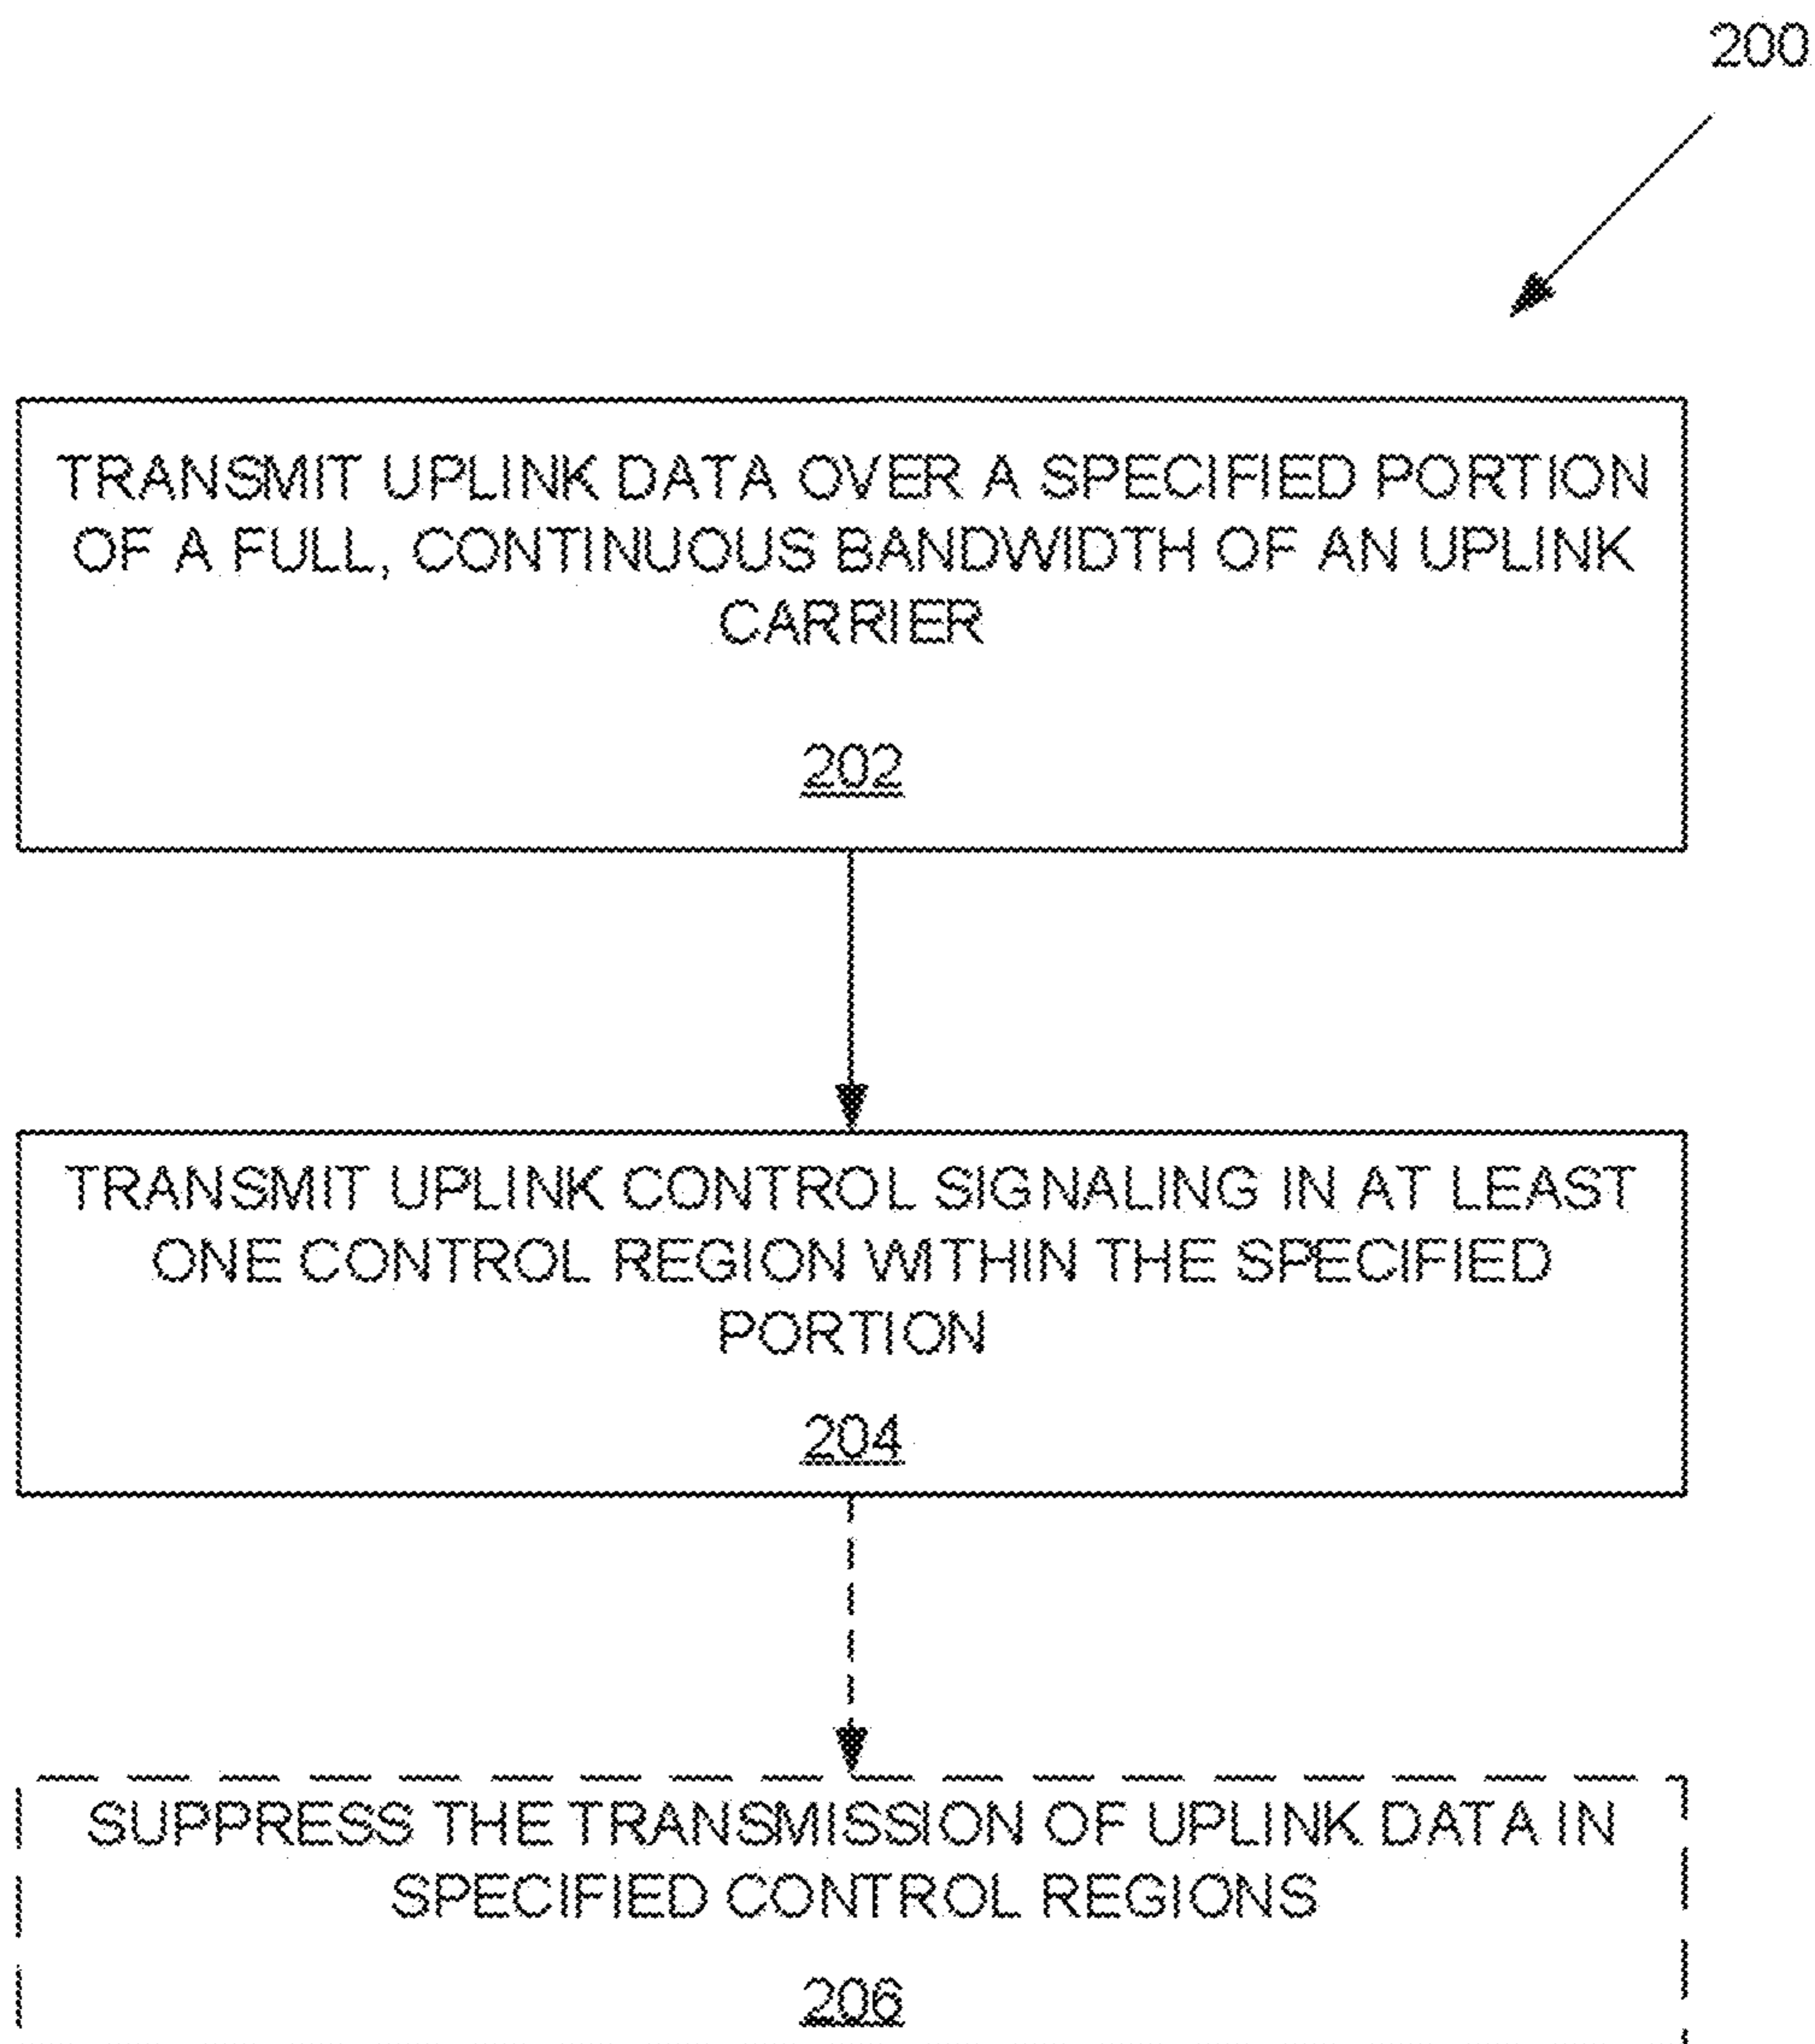 200
TRANSMIT UPLINK DATA OVER A SPECIFIED PORTION
OF A FULL, CONTINUOUS BANDWIDTH OF AN UPLINK
CARRIER
202
TRANSMIT UPLINK CONTROL SIGNALING IN AT LEAST
ONE CONTROL REGION WITHIN THE SPECIFIED
PORTION
204
SUPPRESS THE TRANSMISSION OF UPLINK DATA IN
SPECIFIED CONTROL REGIONS
206